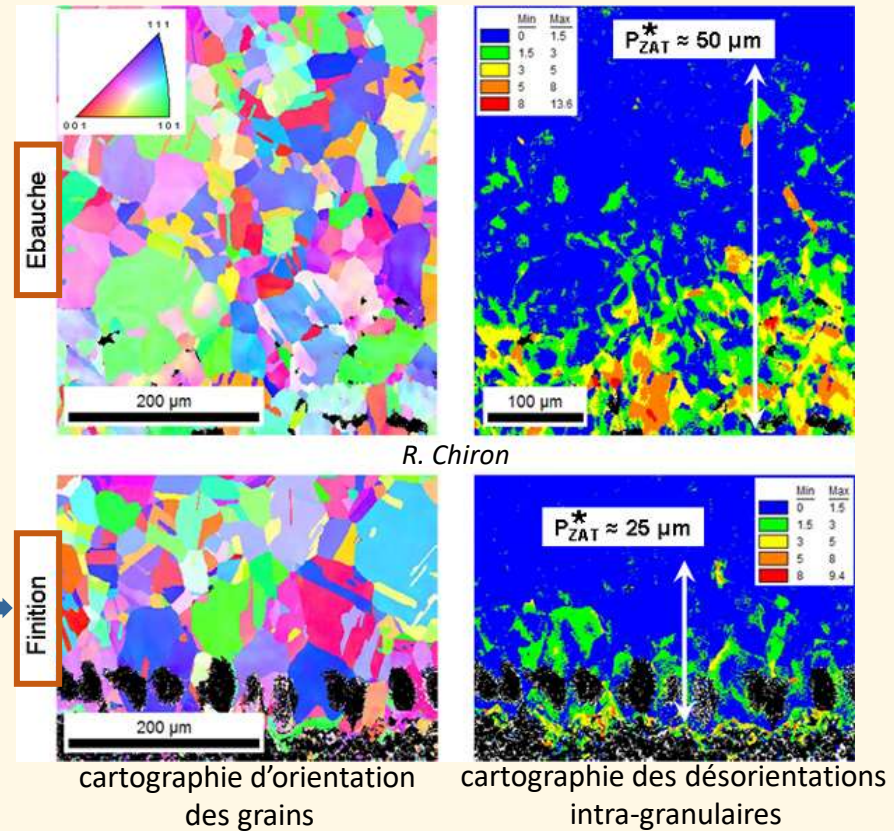 111
001
101
Ebauche
200 µm
Min Max
0 1.5
1.5 3
3 5
5 8
8 13.6
P*ZAT ≈ 50 µm
100 µm
R. Chiron
Finition
200 µm
P*ZAT ≈ 25 µm
Min Max
0 1.5
1.5 3
3 5
5 8
8 9.4
cartographie d'orientation
des grains
cartographie des désorientations
intra-granulaires